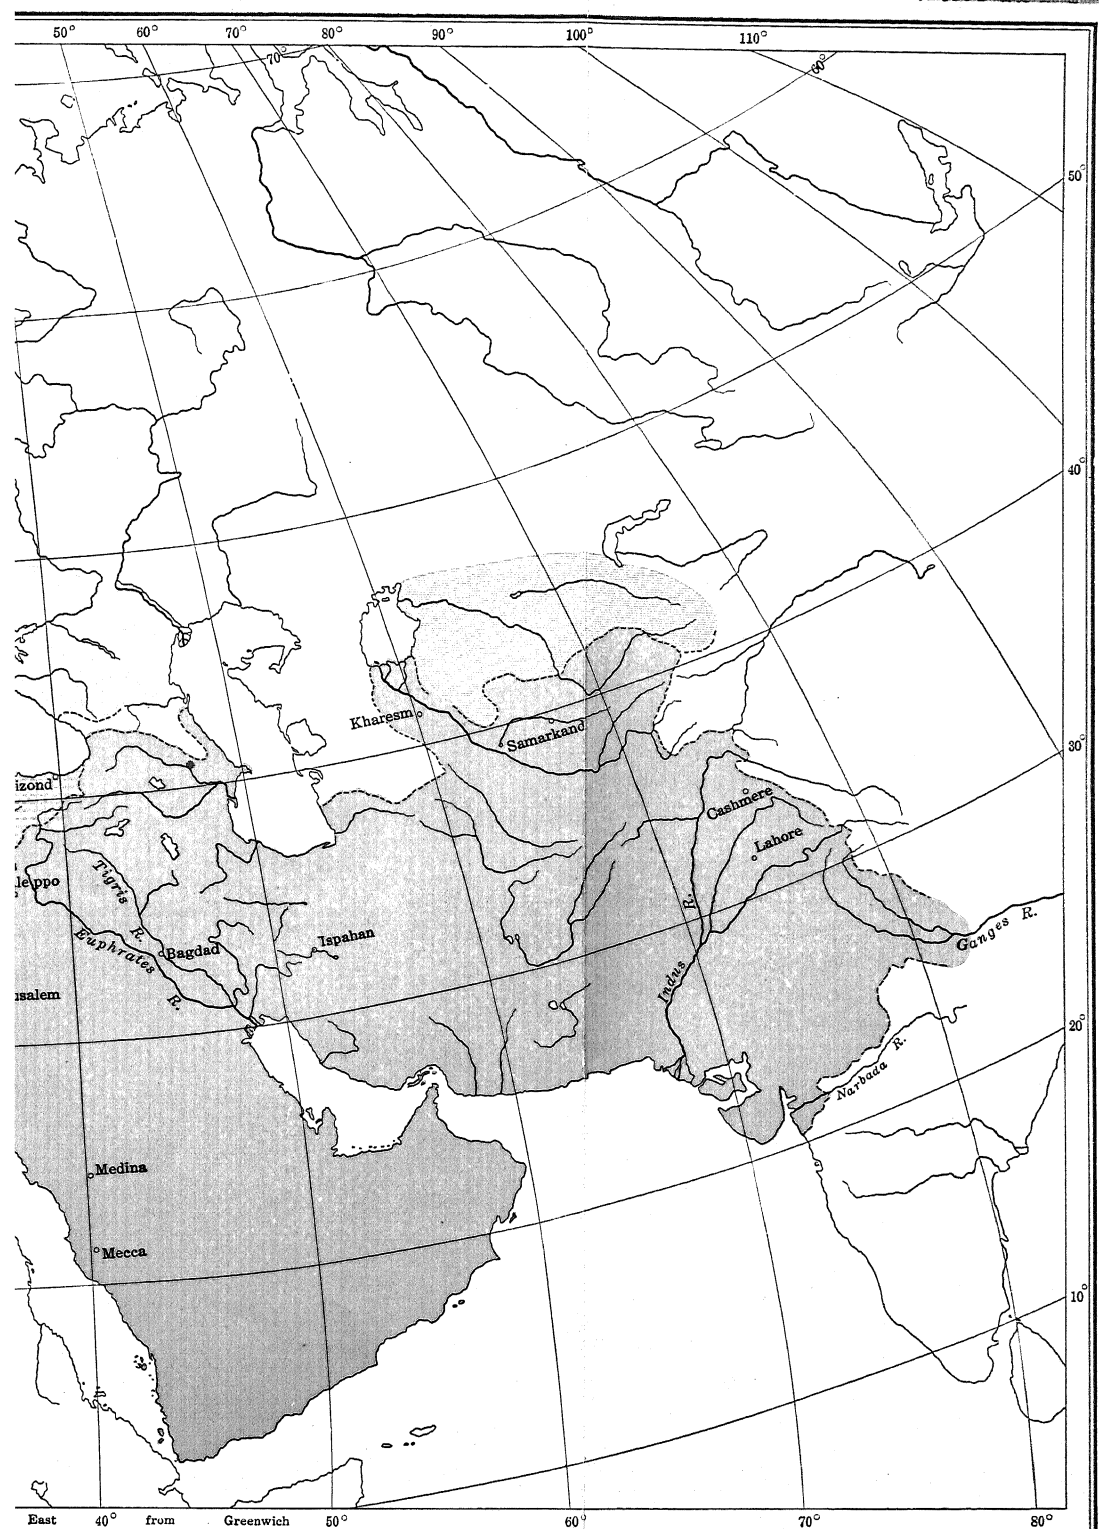 50° 60° 70° 80° 90° 100° 110°
70°
60°
50°
40°
Kharesm
Samarkand
30°
izond
Cashmere
Lahore
leppo
Tigris
R.
Euphrates
R.
Bagdad
Ispahan
R.
Indus
Ganges R.
usalem
20°
Narbada R.
Medina
Mecca
10°
East 40° from Greenwich 50° 60° 70° 80°